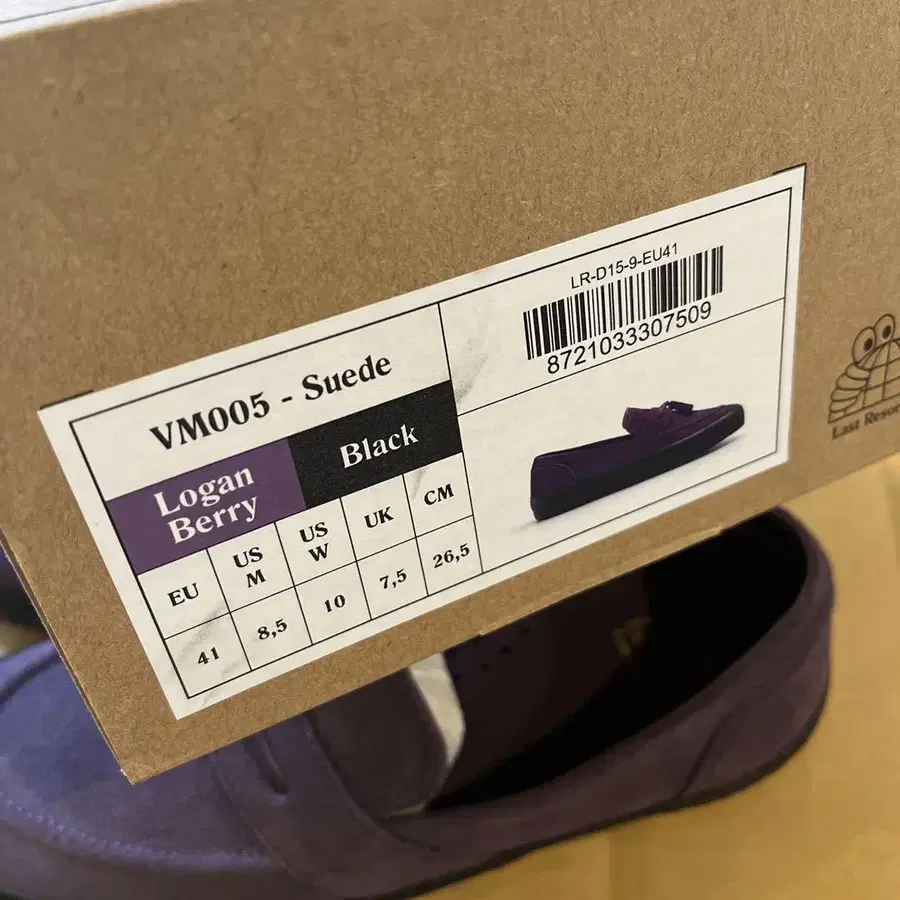 VM005 - Suede
Logan
Berry
Black
EU
US
M
US
W
UK
CM
41
8,5
10
7,5
26,5
LR-D15-9-EU41
8721033307509
Last